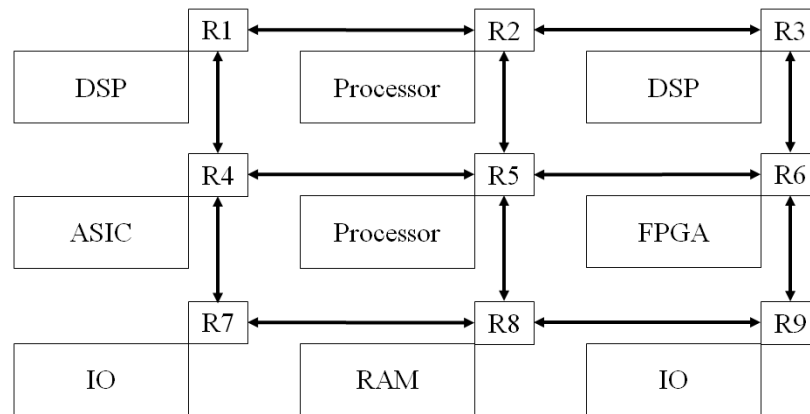 R1
R2
R3
DSP
Processor
DSP
R4
R5
R6
ASIC
Processor
FPGA
R7
R8
R9
IO
RAM
IO